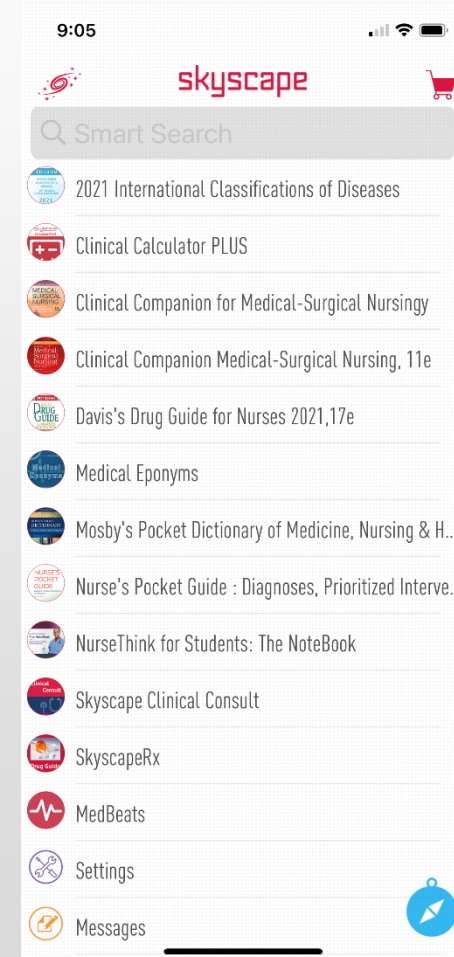 9:05
skyscape
Smart Search
2021 International Classifications of Diseases
Clinical Calculator PLUS
Clinical Companion for Medical-Surgical Nursingy
Clinical Companion Medical-Surgical Nursing, 11e
Davis's Drug Guide for Nurses 2021,17e
Medical Eponyms
Mosby's Pocket Dictionary of Medicine, Nursing & H..
Nurse's Pocket Guide : Diagnoses, Prioritized Interve.
NurseThink for Students: The NoteBook
Skyscape Clinical Consult
SkyscapeRx
MedBeats
Settings
Messages